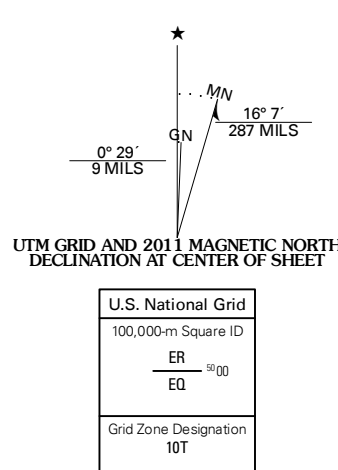 ★
MN
GN
16° 7´
287 MILS
0° 29´
9 MILS
UTM GRID AND 2011 MAGNETIC NORTH
DECLINATION AT CENTER OF SHEET
U.S. National Grid
100,000-m Square ID
ER
5000
EQ
Grid Zone Designation
10T